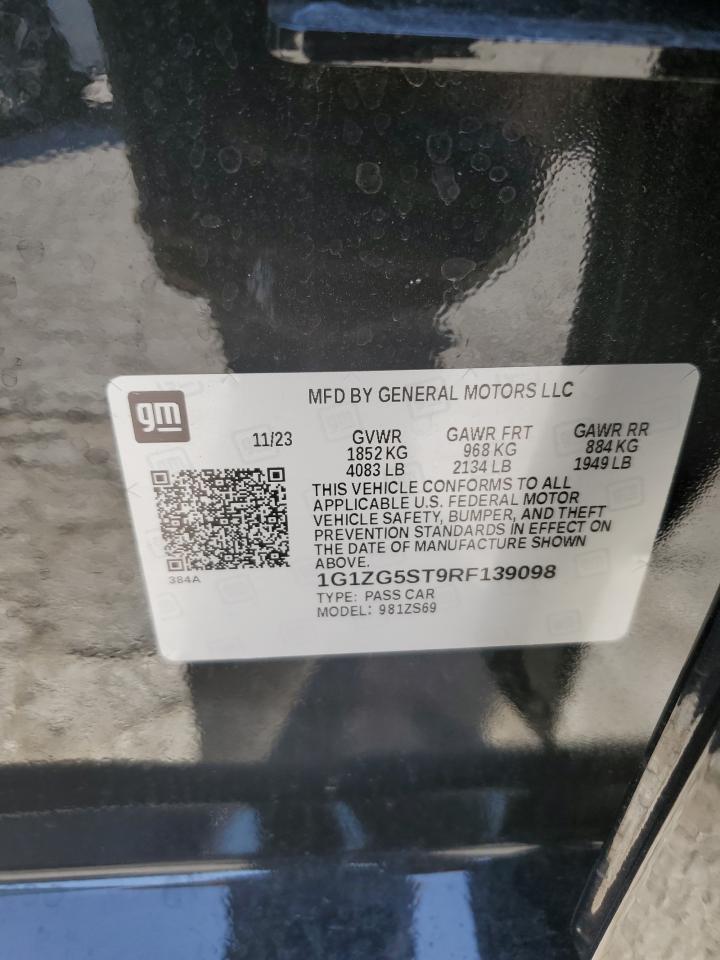 gm
MFD BY GENERAL MOTORS LLC
11/23
GVWR GAWR FRT GAWR RR
1852 KG 968 KG 884 KG
4083 LB 2134 LB 1949 LB
THIS VEHICLE CONFORMS TO ALL
APPLICABLE U.S. FEDERAL MOTOR
VEHICLE SAFETY, BUMPER, AND THEFT
PREVENTION STANDARDS IN EFFECT ON
THE DATE OF MANUFACTURE SHOWN
ABOVE.
384A
1G1ZG5ST9RF139098
TYPE: PASS CAR
MODEL: 981ZS69